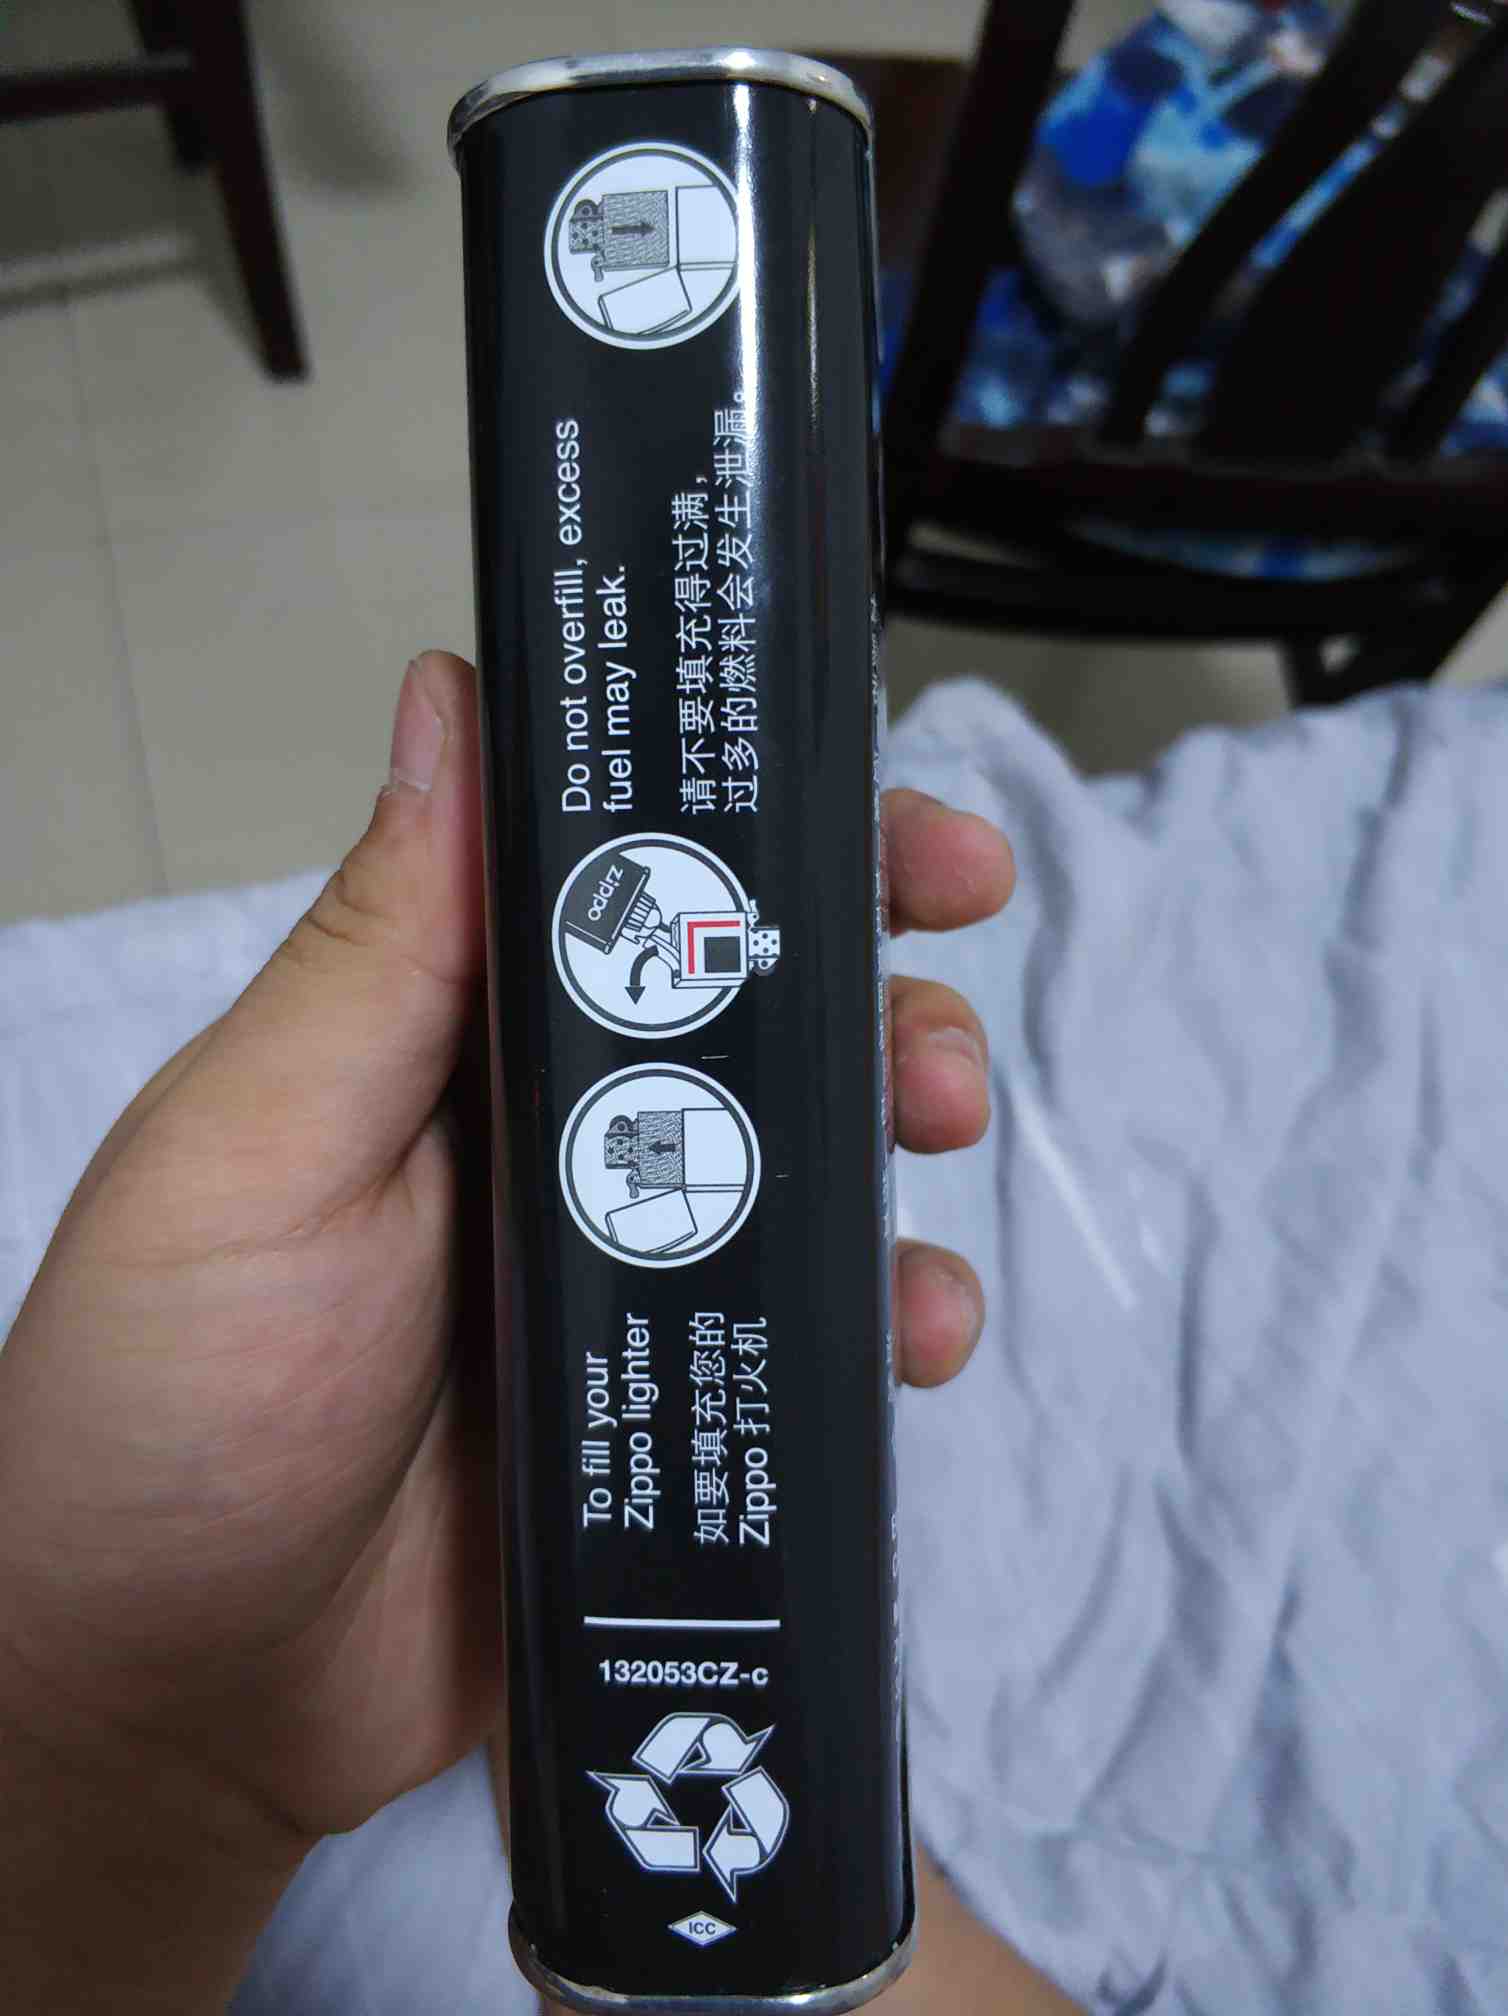 To fill your
Zippo lighter
如要填充您的
Zippo 打火机
zippo
Do not overfill, excess
fuel may leak.
请不要填充得过满，
过多的燃料会发生泄漏。
132053CZ-c
ICC